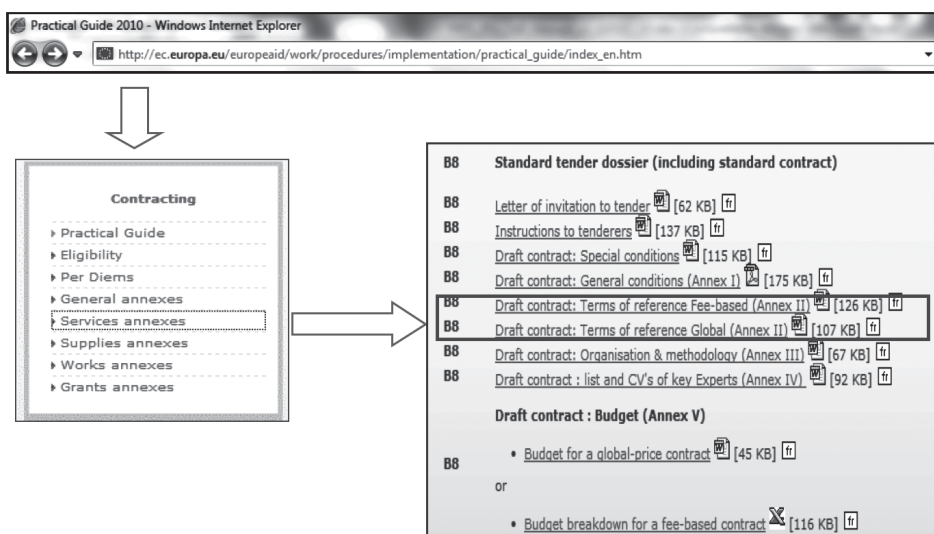 Practical Guide 2010 - Windows Internet Explorer
http://ec.europa.eu/europeaid/work/procedures/implementation/practical_guide/index_en.htm
Contracting
Practical Guide
Eligibility
Per Diems
General annexes
Services annexes
Supplies annexes
Works annexes
Grants annexes
B8 Standard tender dossier (including standard contract)
B8 Letter of invitation to tender [62 KB] fr
B8 Instructions to tenderers [137 KB] fr
B8 Draft contract: Special conditions [115 KB] fr
B8 Draft contract: General conditions (Annex I) [175 KB] fr
B8 Draft contract: Terms of reference Fee-based (Annex II) [126 KB] fr
B8 Draft contract: Terms of reference Global (Annex II) [107 KB] fr
B8 Draft contract: Organisation & methodology (Annex III) [67 KB] fr
B8 Draft contract : list and CV's of key Experts (Annex IV) [92 KB] fr
Draft contract : Budget (Annex V)
• Budget for a global-price contract [45 KB] fr
B8
or
• Budget breakdown for a fee-based contract [116 KB] fr